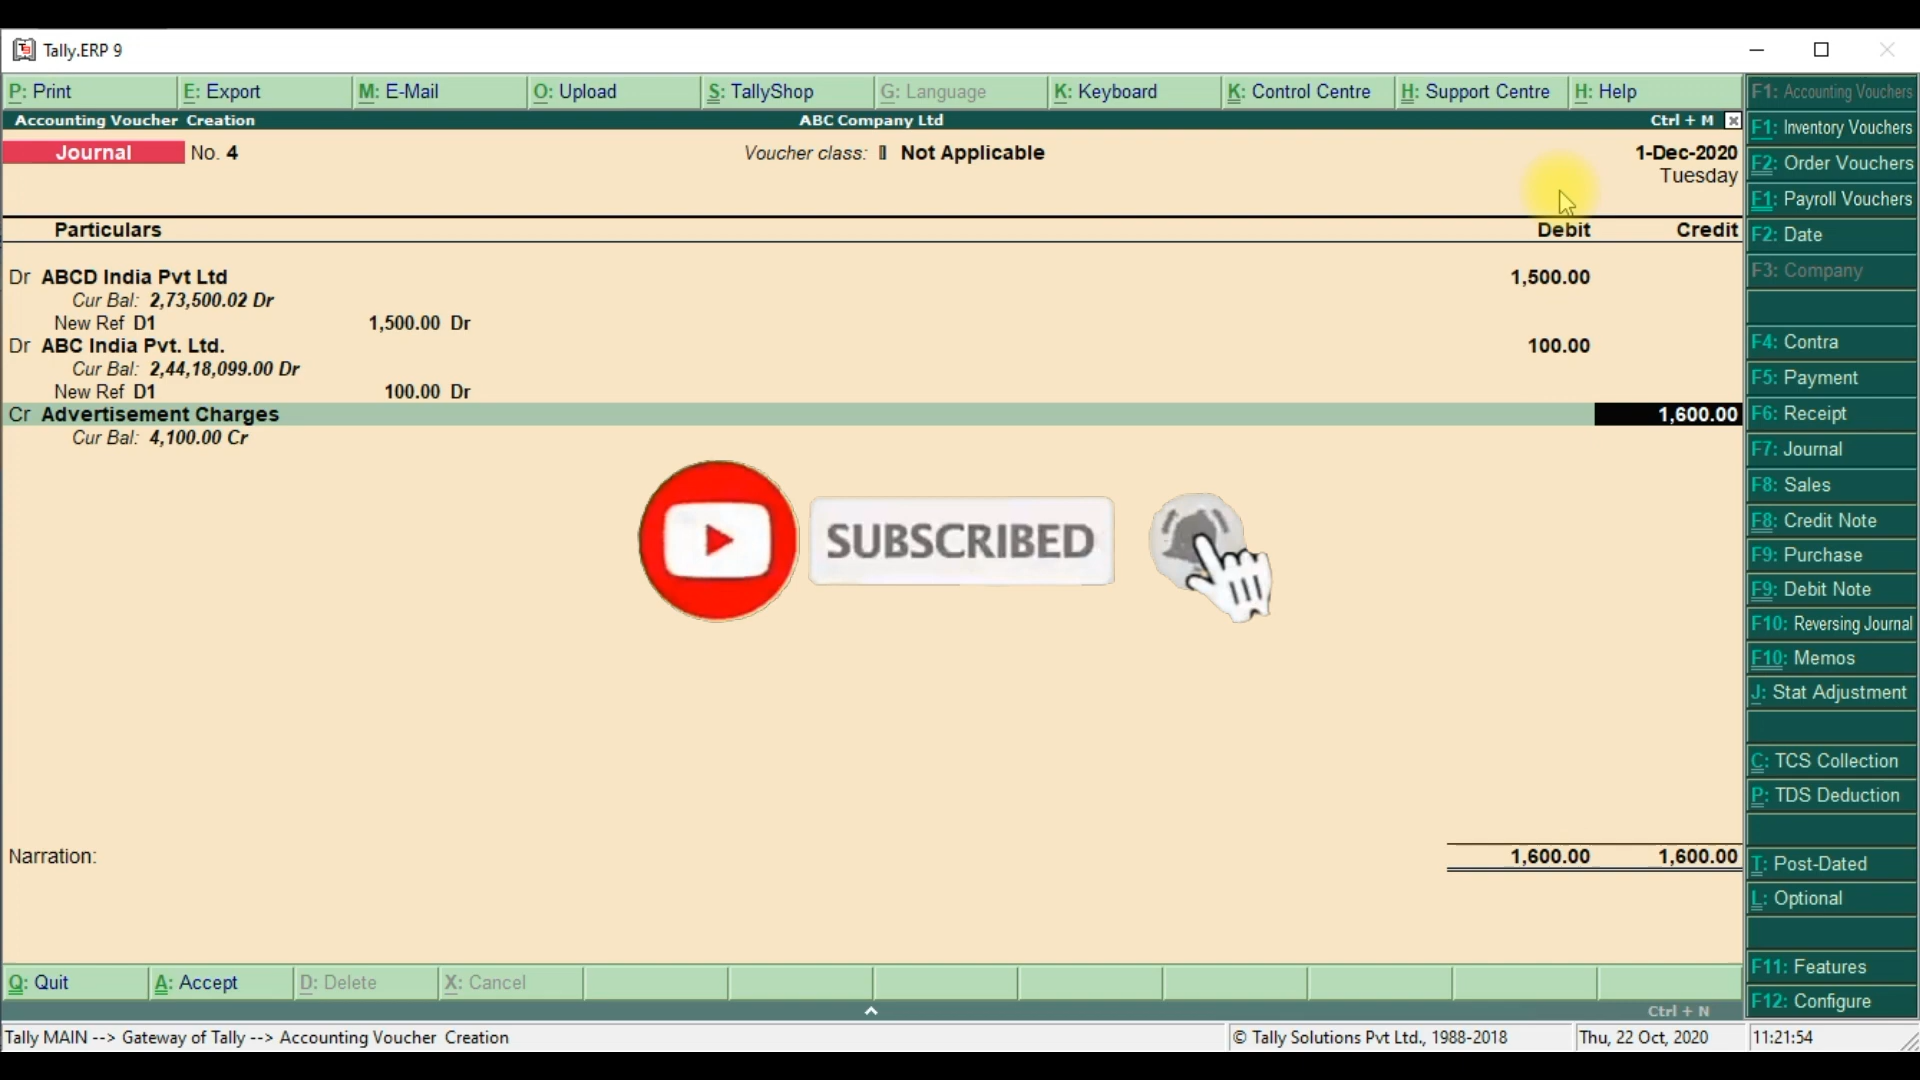 Tally.ERP 9
P: Print E: Export M: E-Mail O: Upload S: TallyShop G: Language K: Keyboard K: Control Centre H: Support Centre H: Help
Accounting Voucher Creation ABC Company Ltd Ctrl + M
Journal No. 4 Voucher class: Not Applicable 1-Dec-2020
Tuesday
Particulars Debit Credit
Dr ABCD India Pvt Ltd 1,500.00
Cur Bal: 2,73,500.02 Dr
New Ref D1 1,500.00 Dr
Dr ABC India Pvt. Ltd. 100.00
Cur Bal: 2,44,18,099.00 Dr
New Ref D1 100.00 Dr
Cr Advertisement Charges 1,600.00
Cur Bal: 4,100.00 Cr
SUBSCRIBED
Narration: 1,600.00 1,600.00
Q: Quit A: Accept D: Delete X: Cancel
Ctrl + N
F1: Accounting Vouchers
F1: Inventory Vouchers
F2: Order Vouchers
F1: Payroll Vouchers
F2: Date
F3: Company
F4: Contra
F5: Payment
F6: Receipt
F7: Journal
F8: Sales
F8: Credit Note
F9: Purchase
F9: Debit Note
F10: Reversing Journal
F10: Memos
J: Stat Adjustment
C: TCS Collection
P: TDS Deduction
T: Post-Dated
L: Optional
F11: Features
F12: Configure
Tally MAIN --> Gateway of Tally --> Accounting Voucher Creation © Tally Solutions Pvt Ltd., 1988-2018 Thu, 22 Oct, 2020 11:21:54